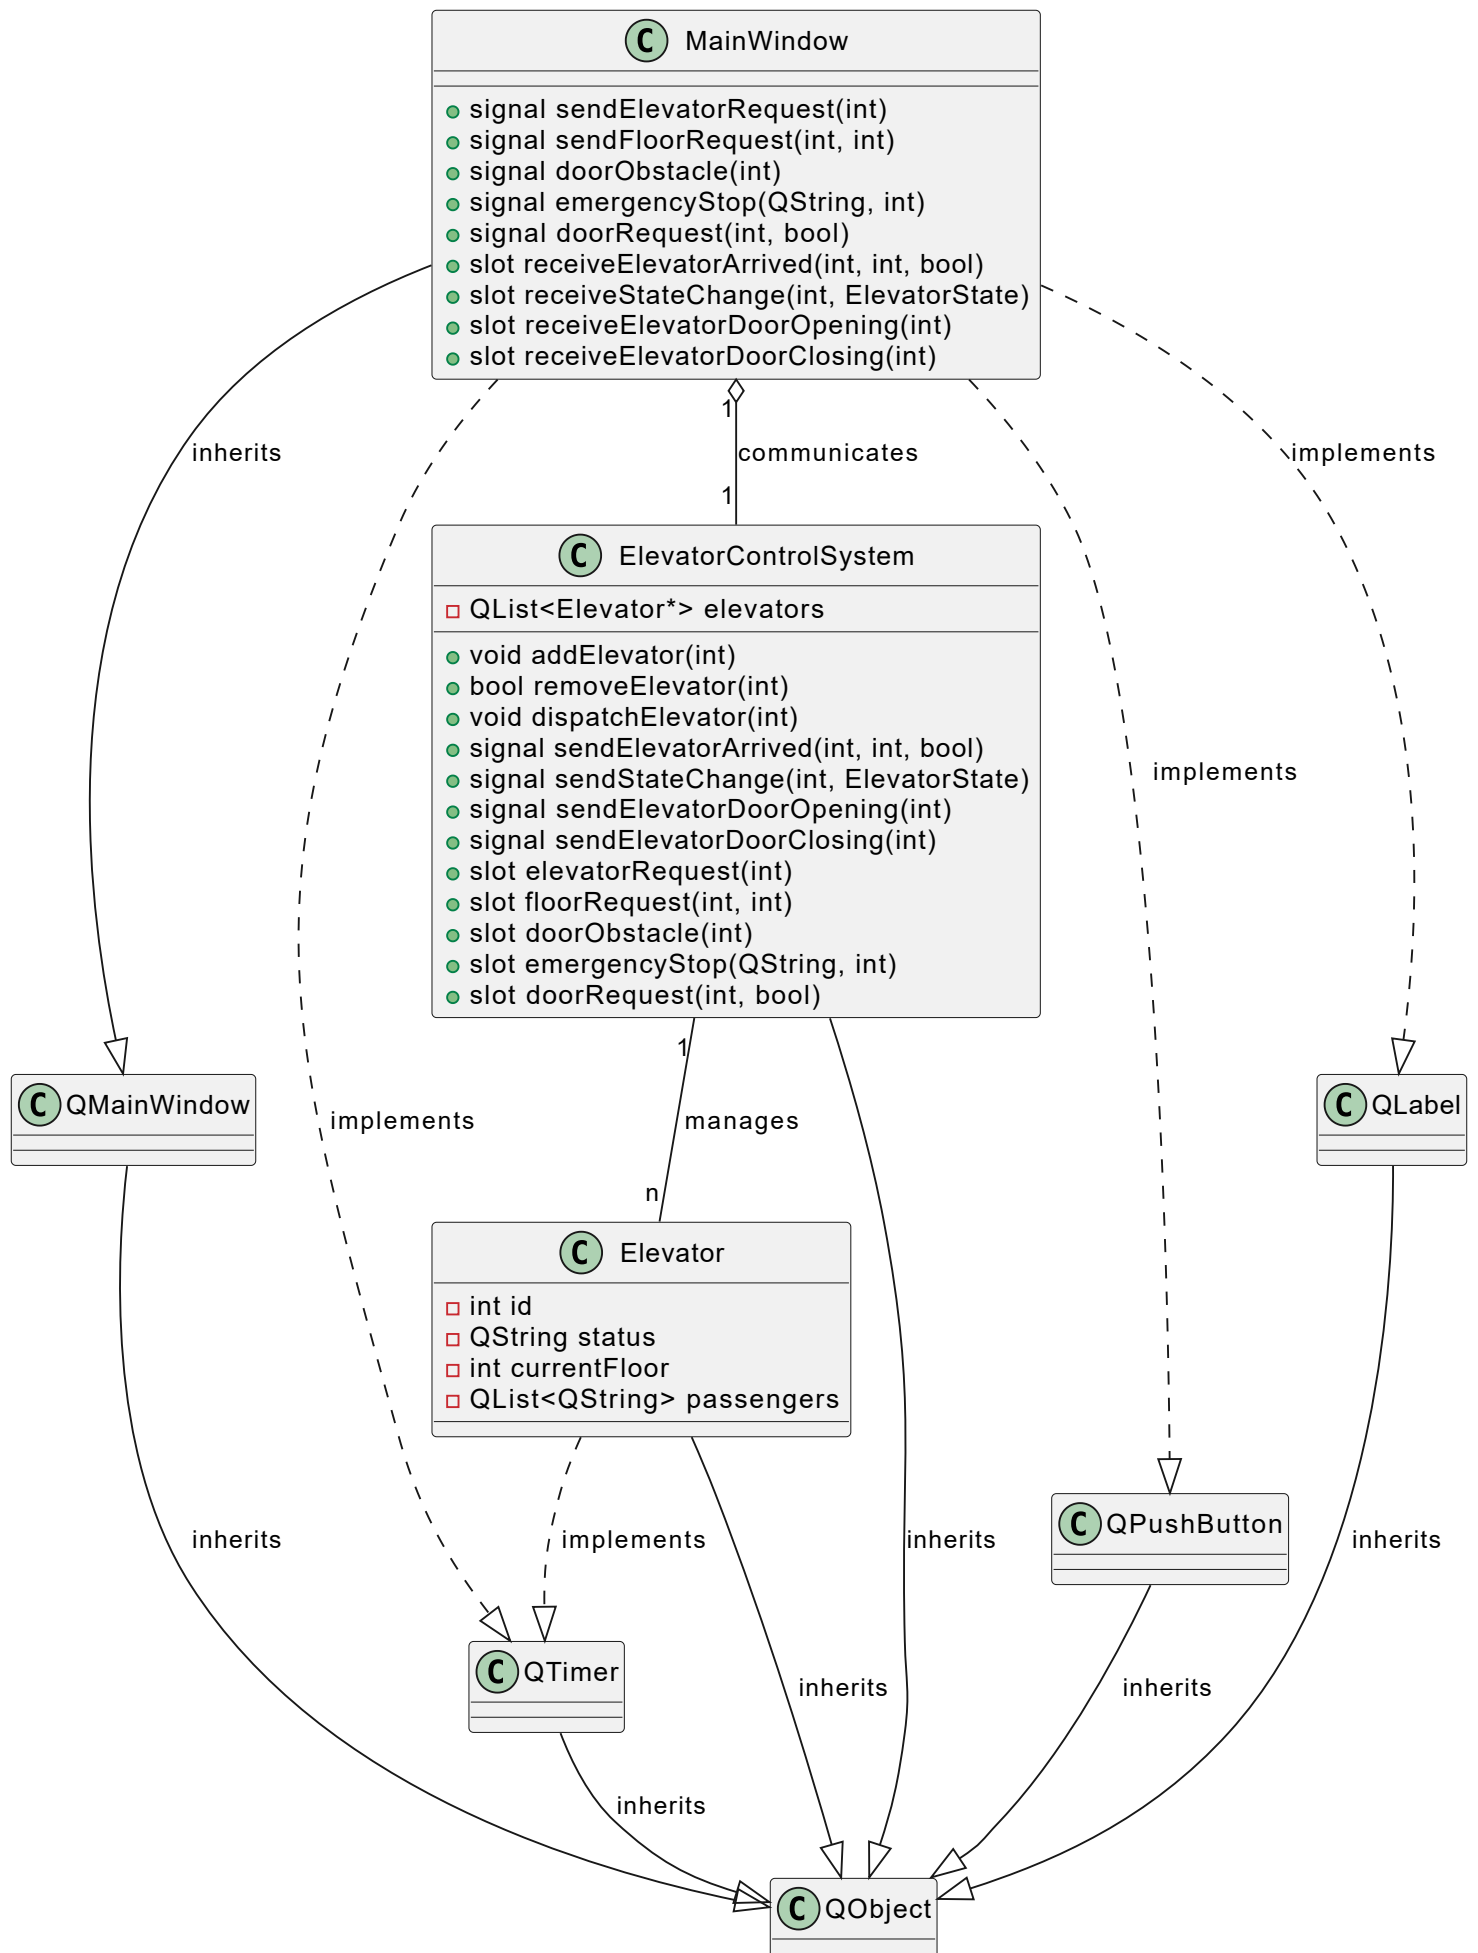 C MainWindow
signal sendElevatorRequest(int)
signal sendFloorRequest(int, int)
signal doorObstacle(int)
signal emergencyStop(QString, int)
signal doorRequest(int, bool)
slot receiveElevatorArrived(int, int, bool)
slot receiveStateChange(int, ElevatorState)
slot receiveElevatorDoorOpening(int)
slot receiveElevatorDoorClosing(int)
1
inherits
communicates
implements
1
C ElevatorControlSystem
QList<Elevator*> elevators
void addElevator(int)
bool removeElevator(int)
void dispatchElevator(int)
signal sendElevatorArrived(int, int, bool)
signal sendStateChange(int, ElevatorState)
signal sendElevatorDoorOpening(int)
signal sendElevatorDoorClosing(int)
slot elevatorRequest(int)
slot floorRequest(int, int)
slot doorObstacle(int)
slot emergencyStop(QString, int)
slot doorRequest(int, bool)
implements
1
C QMainWindow
C QLabel
implements
manages
n
C Elevator
int id
QString status
int currentFloor
QList<QString> passengers
C QPushButton
inherits
implements
inherits
inherits
C QTimer
inherits
inherits
inherits
C QObject